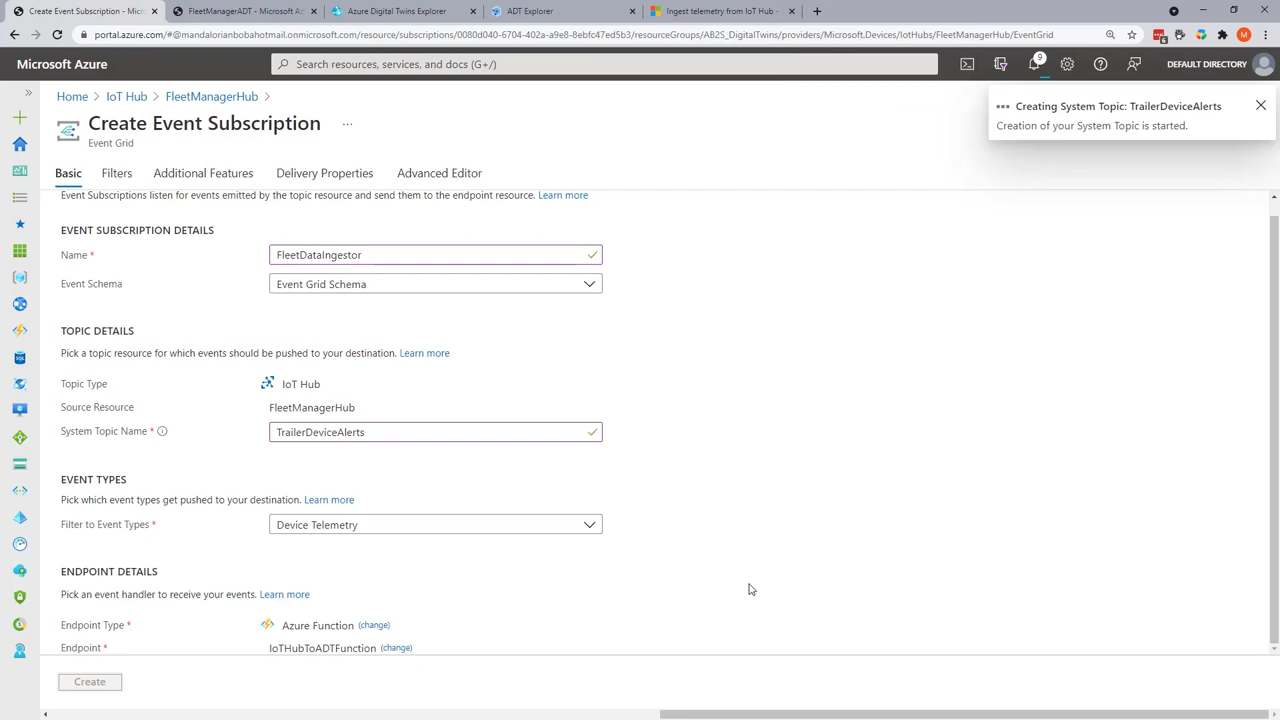 Create Event Subscription - Micr
FleetManagerADT - Microsoft A
Azure Digital Twins Explorer
ADT Explorer
Ingest telemetry from IoT Hub -
portal.azure.com/#@mandalorianbobahotmail.onmicrosoft.com/resource/subscriptions/0080d040-6704-402a-a9e8-8ebfc47ed5b3/resourceGroups/AB2S_DigitalTwins/providers/Microsoft.Devices/IotHubs/FleetManagerHub/EventGrid
6
M
Microsoft Azure
Search resources, services, and docs (G+/)
9
DEFAULT DIRECTORY
Home > IoT Hub > FleetManagerHub >
Create Event Subscription ...
Event Grid
Creating System Topic: TrailerDeviceAlerts
Creation of your System Topic is started.
Basic
Filters
Additional Features
Delivery Properties
Advanced Editor
Event Subscriptions listen for events emitted by the topic resource and send them to the endpoint resource. Learn more
EVENT SUBSCRIPTION DETAILS
Name *
FleetDataIngestor
Event Schema
Event Grid Schema
TOPIC DETAILS
Pick a topic resource for which events should be pushed to your destination. Learn more
Topic Type
IoT Hub
Source Resource
FleetManagerHub
System Topic Name *
TrailerDeviceAlerts
EVENT TYPES
Pick which event types get pushed to your destination. Learn more
Filter to Event Types *
Device Telemetry
ENDPOINT DETAILS
Pick an event handler to receive your events. Learn more
Endpoint Type *
Azure Function (change)
Endpoint *
IoTHubToADTFunction (change)
Create